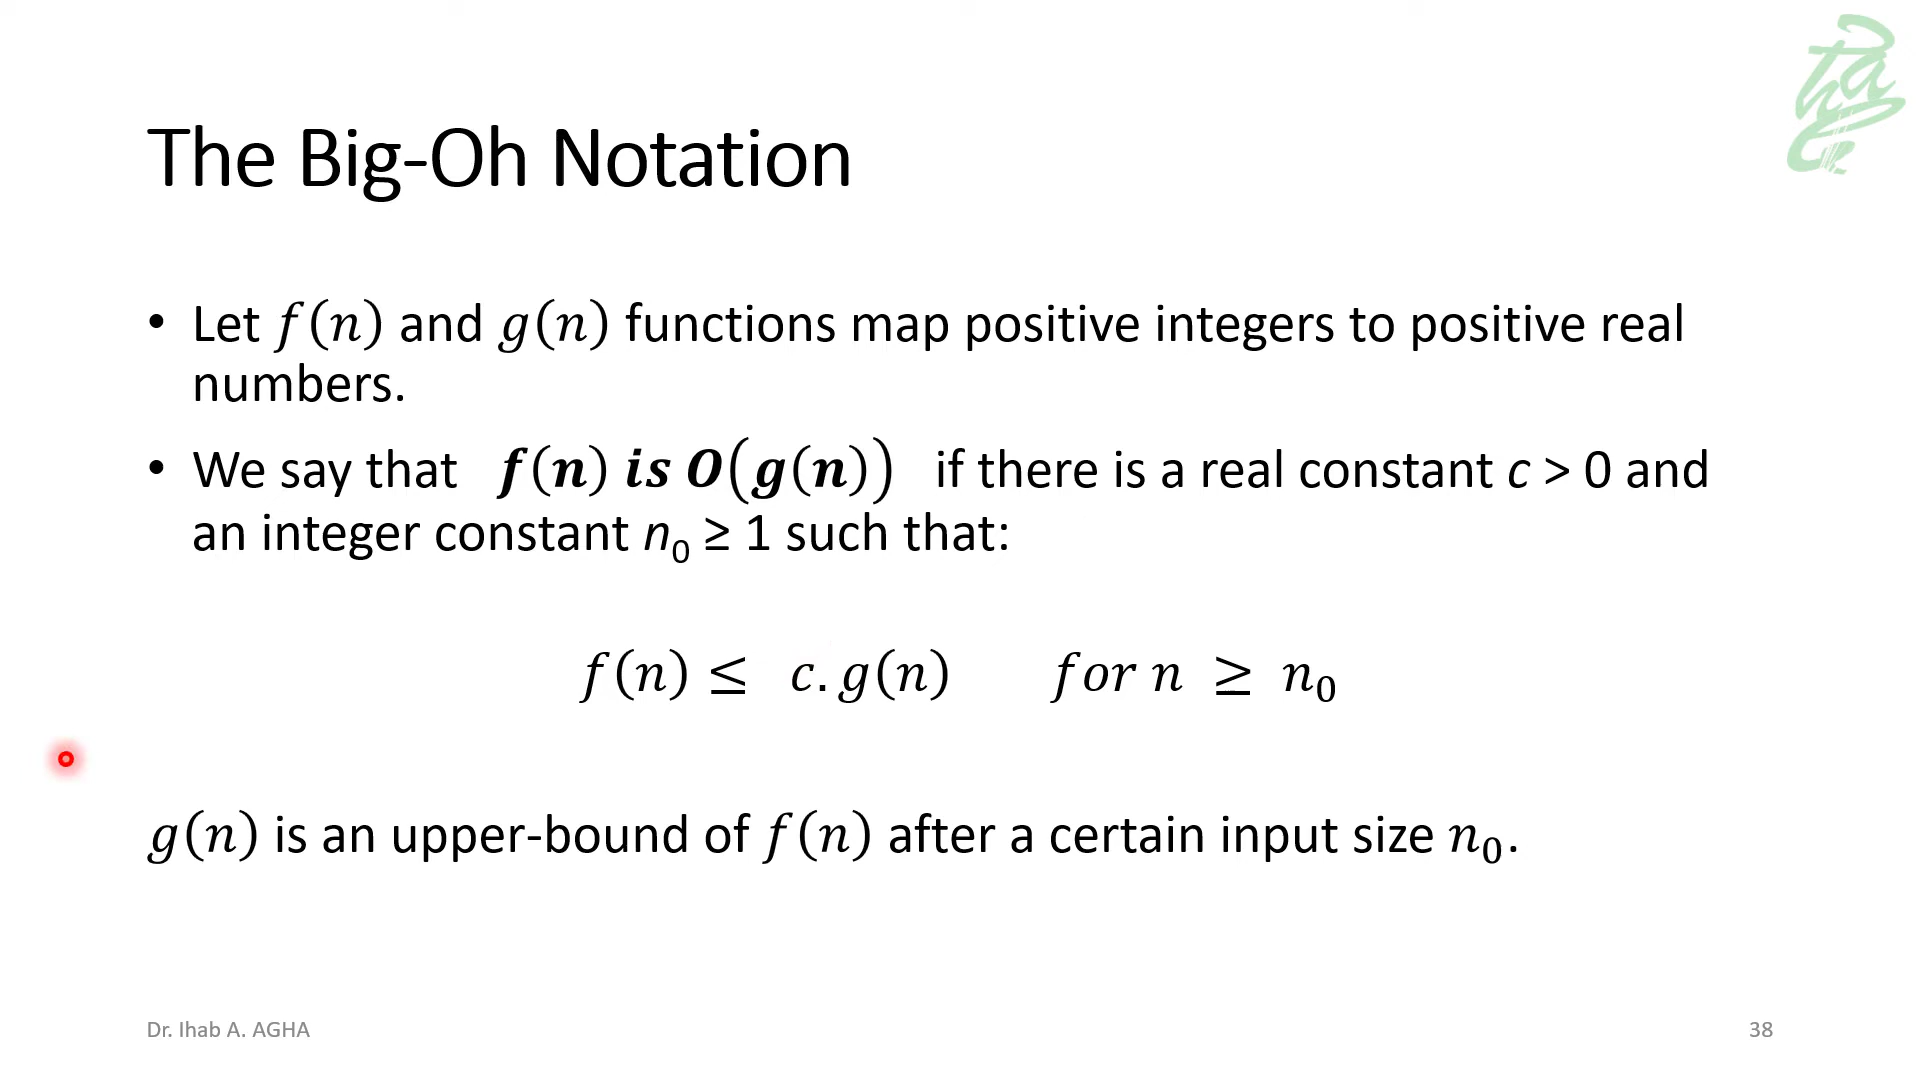 The Big-Oh Notation
• Let f(n) and g(n) functions map positive integers to positive real
numbers.
• We say that f(n) is O(g(n)) if there is a real constant c > 0 and
an integer constant n₀ ≥ 1 such that:
f(n) ≤ c. g(n) for n ≥ n₀
g(n) is an upper-bound of f(n) after a certain input size n₀.
Dr. Ihab A. AGHA
38